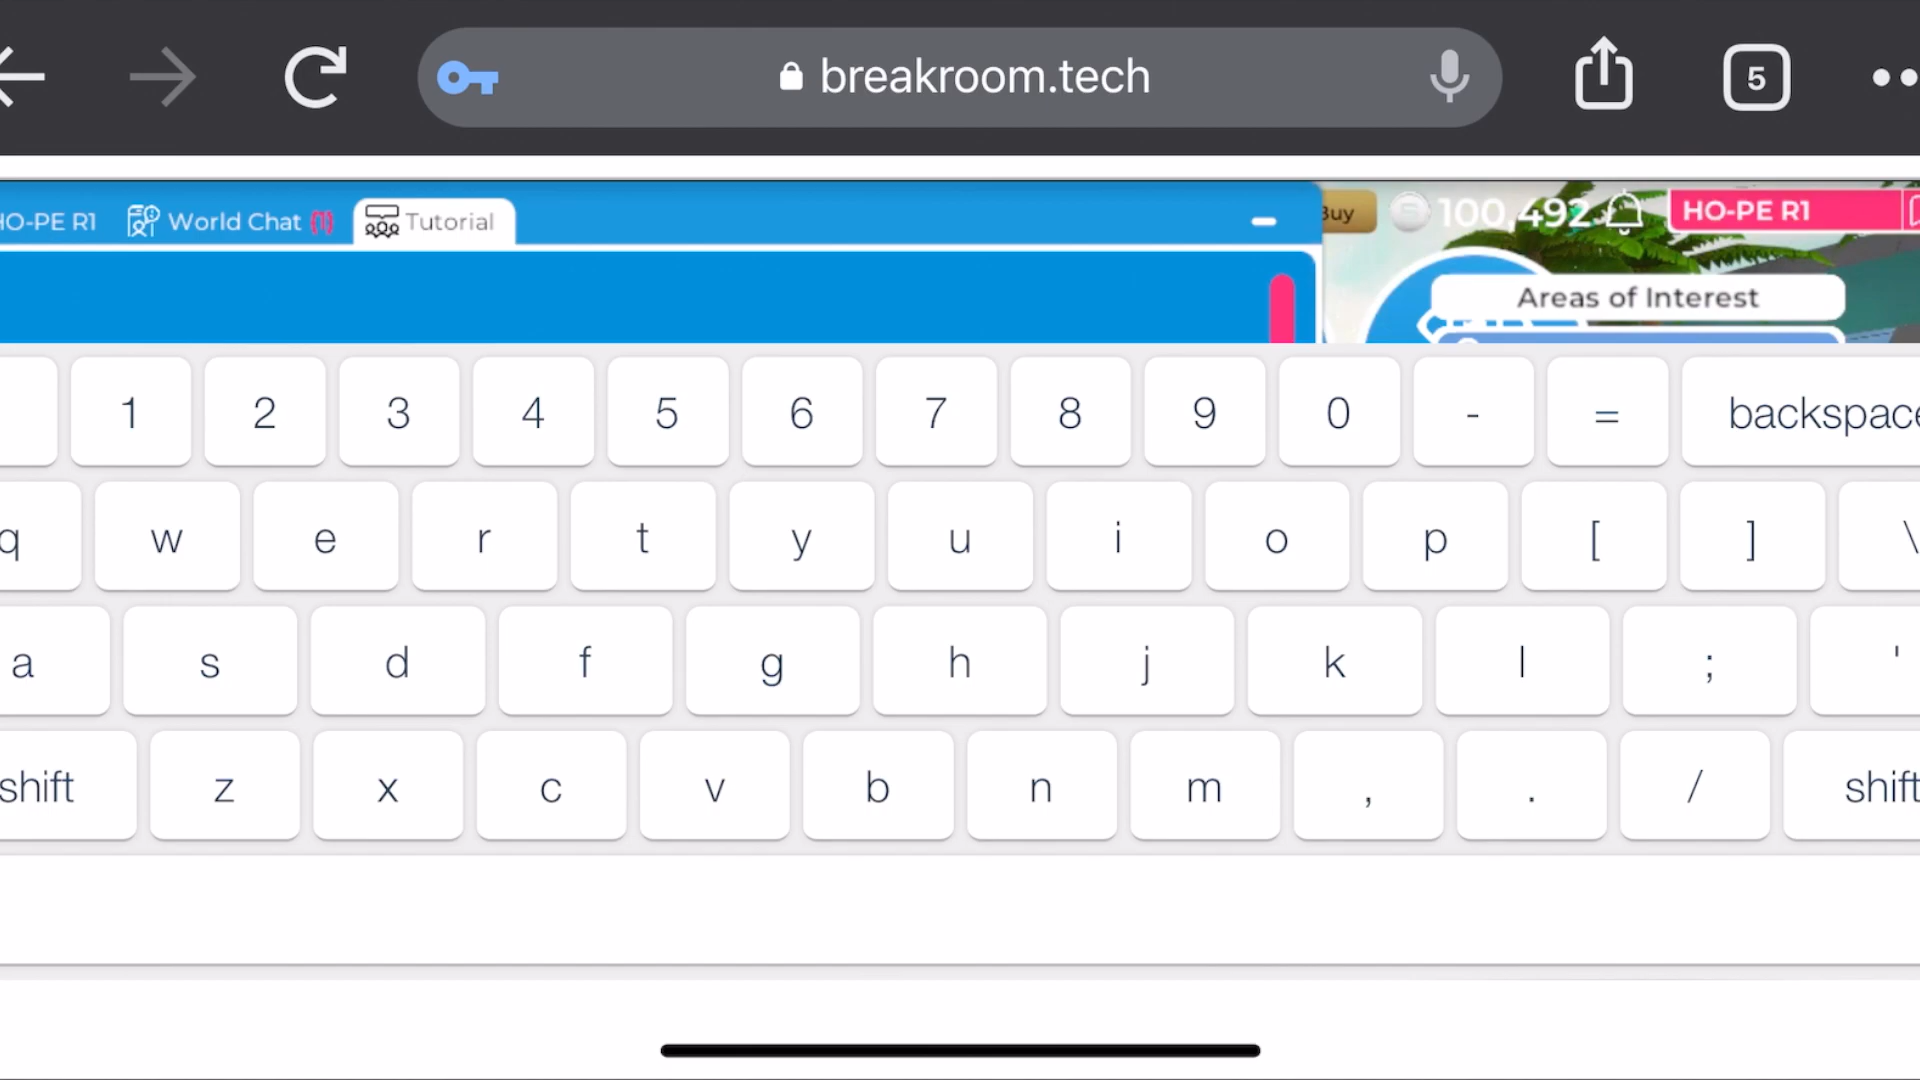 breakroom.tech
5
HO-PE R1 World Chat (1) Tutorial
Buy 100,492 HO-PE R1
Areas of Interest
1 2 3 4 5 6 7 8 9 0 - = backspace
q w e r t y u i o p [ ] \
a s d f g h j k l ; '
shift z x c v b n m , . / shift